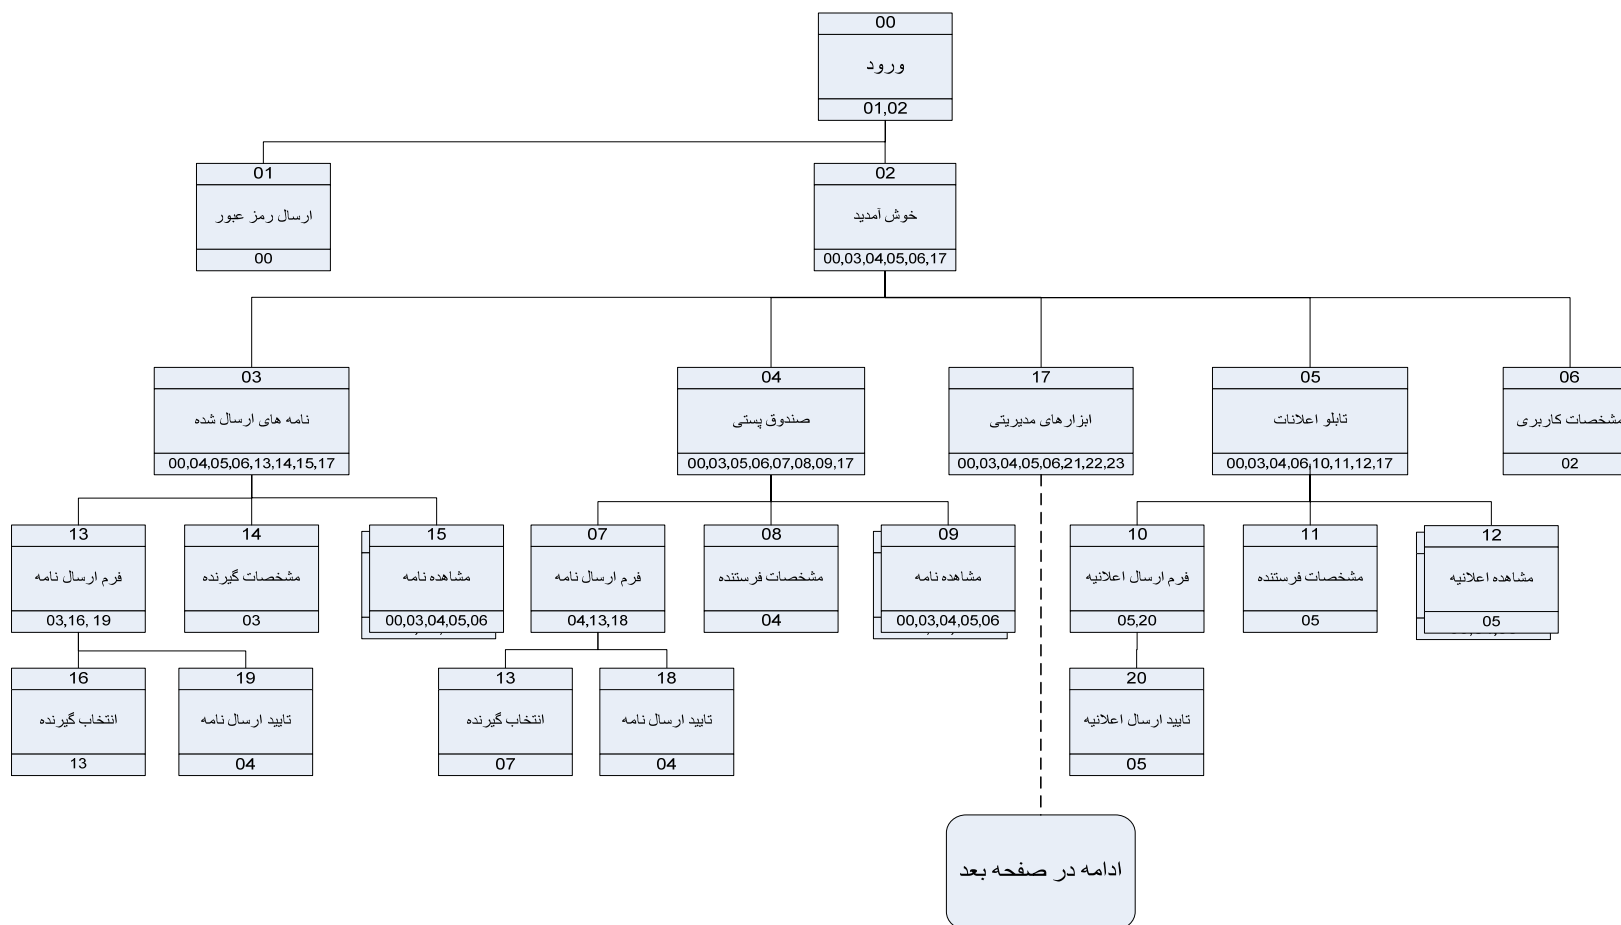 00
ورود
01,02
01
ارسال رمز عبور
00
02
خوش آمدید
00,03,04,05,06,17
03
نامه های ارسال شده
00,04,05,06,13,14,15,17
04
صندوق پستی
00,03,05,06,07,08,09,17
17
ابزارهای مدیریتی
00,03,04,05,06,21,22,23
05
تابلو اعلانات
00,03,04,06,10,11,12,17
06
مشخصات کاربری
02
13
فرم ارسال نامه
03,16, 19
14
مشخصات گیرنده
03
15
مشاهده نامه
00,03,04,05,06
07
فرم ارسال نامه
04,13,18
08
مشخصات فرستنده
04
09
مشاهده نامه
00,03,04,05,06
10
فرم ارسال اعلانیه
05,20
11
مشخصات فرستنده
05
12
مشاهده اعلانیه
05
16
انتخاب گیرنده
13
19
تایید ارسال نامه
04
13
انتخاب گیرنده
07
18
تایید ارسال نامه
04
20
تایید ارسال اعلانیه
05
ادامه در صفحه بعد